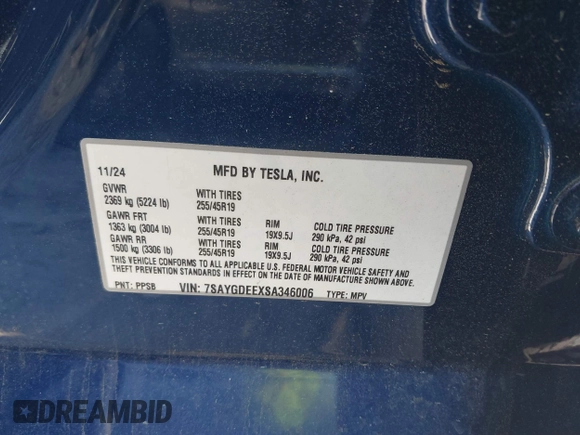 11/24 MFD BY TESLA, INC.
GVWR
2369 kg (5224 lb) WITH TIRES 255/45R19
GAWR FRT
1363 kg (3004 lb) WITH TIRES 255/45R19 RIM 19X9.5J COLD TIRE PRESSURE 290 kPa, 42 psi
GAWR RR
1500 kg (3306 lb) WITH TIRES 255/45R19 RIM 19X9.5J COLD TIRE PRESSURE 290 kPa, 42 psi
THIS VEHICLE CONFORMS TO ALL APPLICABLE U.S. FEDERAL MOTOR VEHICLE SAFETY AND
THEFT PREVENTION STANDARDS IN EFFECT ON THE DATE OF MANUFACTURE SHOWN ABOVE.
PNT: PPSB VIN: 7SAYGDEEXSA346006 TYPE: MPV
DREAMBID